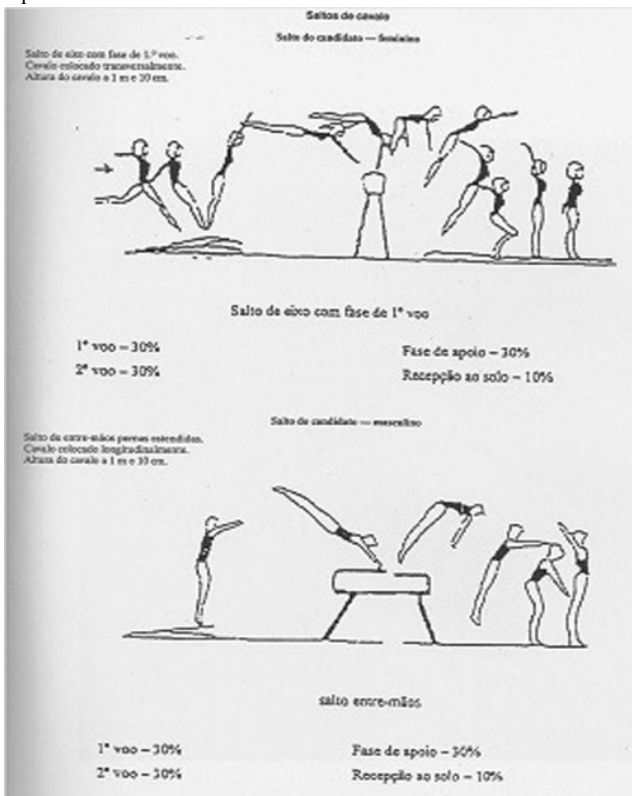 Saltos de cavalo
Salto do candidato — feminino
Salto de eixo com fase de 1.º voo.
Cavalo colocado transversalmente.
Altura do cavalo a 1 m e 10 cm.
Salto de eixo com fase de 1º voo
1º voo – 30%
Fase de apoio – 30%
2ª voo – 30%
Recepção ao solo – 10%
Salto do candidato — masculino
Salto de entre-mãos pernas estendidas.
Cavalo colocado longitudinalmente.
Altura do cavalo a 1 m e 10 cm.
salto entre-mãos
1º voo – 30%
Fase de apoio – 30%
2º voo – 30%
Recepção ao solo – 10%